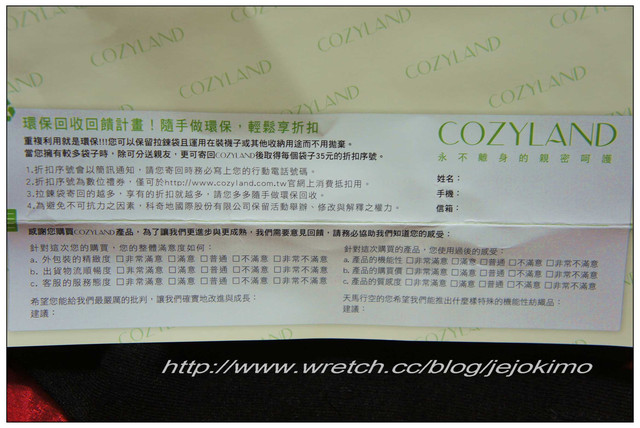 COZYLAND
COZYLAND
COZYLAND
COZYLAND
COZYLAND
COZYLAND
環保回收回饋計畫！隨手做環保，輕鬆享折扣
COZYLAND
永不離身的親密呵護
重複利用就是環保!!!您可以保留拉鍊袋且運用在裝襪子或其他收納用途而不用拋棄。
當您擁有較多袋子時，除可分送親友，更可寄回COZYLAND後取得每個袋子35元的折扣序號。
1.折扣序號會以簡訊通知，請您寄回時務必寫上您的行動電話號碼。
2.折扣序號為數位禮券，僅可於http://www.cozyland.com.tw官網上消費抵扣用。
3.拉鍊袋寄回的越多，享有的折扣就越多，請您多多隨手做環保回收。
4.為避免不可抗力之因素，科奇地國際股份有限公司保留活動舉辦、修改與解釋之權力。
姓名：
手機：
信箱：
感謝您購買COZYLAND產品，為了讓我們更進步與更成熟，我們需要意見回饋，請務必協助我們知道您的感受：
針對這次您的購買，您的整體滿意度如何：
a. 外包裝的精緻度 □非常滿意 □滿意 □普通 □不滿意 □非常不滿意
b. 出貨物流順暢度 □非常滿意 □滿意 □普通 □不滿意 □非常不滿意
c. 客服的服務態度 □非常滿意 □滿意 □普通 □不滿意 □非常不滿意
希望您能給我們最嚴厲的批判，讓我們確實地改進與成長：
建議：
針對這次購買的產品，您使用過後的感受：
a. 產品的機能性 □非常滿意 □滿意 □普通 □不滿意 □非常不滿意
b. 產品的購買價 □非常滿意 □滿意 □普通 □不滿意 □非常不滿意
c. 產品的質感度 □非常滿意 □滿意 □普通 □不滿意 □非常不滿意
天馬行空的您希望我們能推出什麼樣特殊的機能性紡織品：
建議：
http://www.wretch.cc/blog/jejokimo